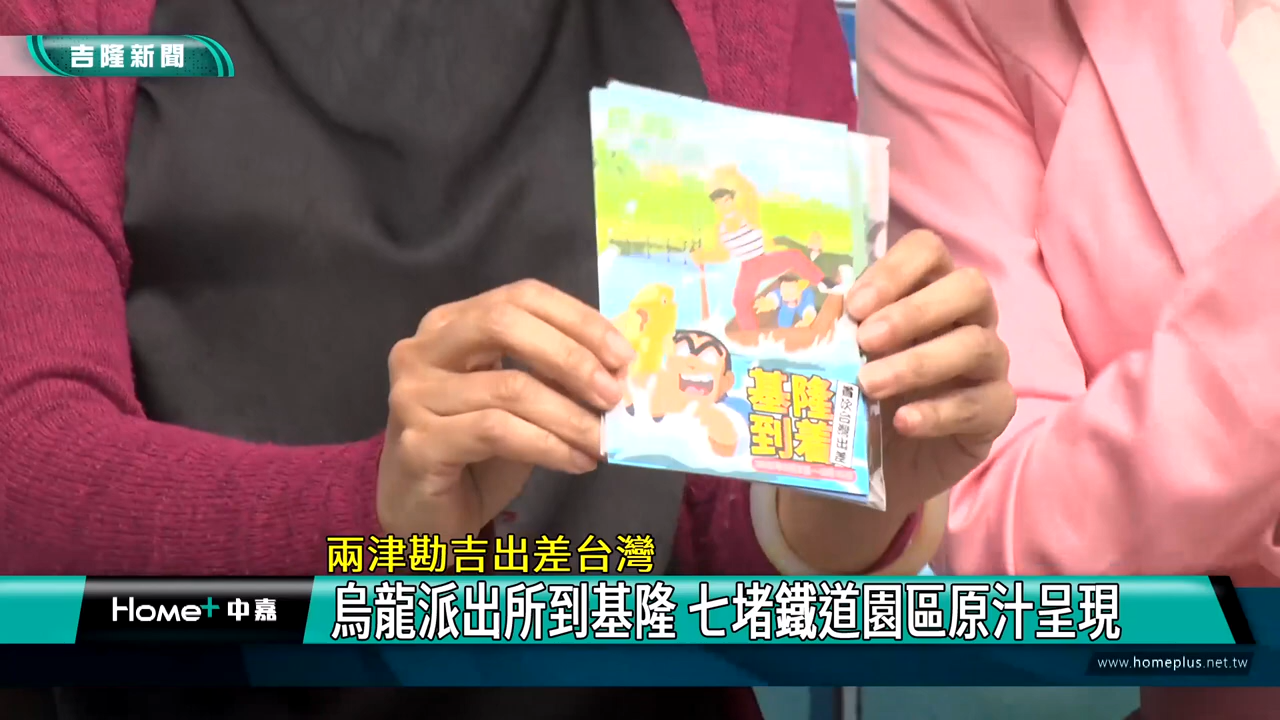 吉隆新聞
基隆
到著
兩津勘吉出差台灣
Home+中嘉
烏龍派出所到基隆 七堵鐵道園區原汁呈現
www.homeplus.net.tw